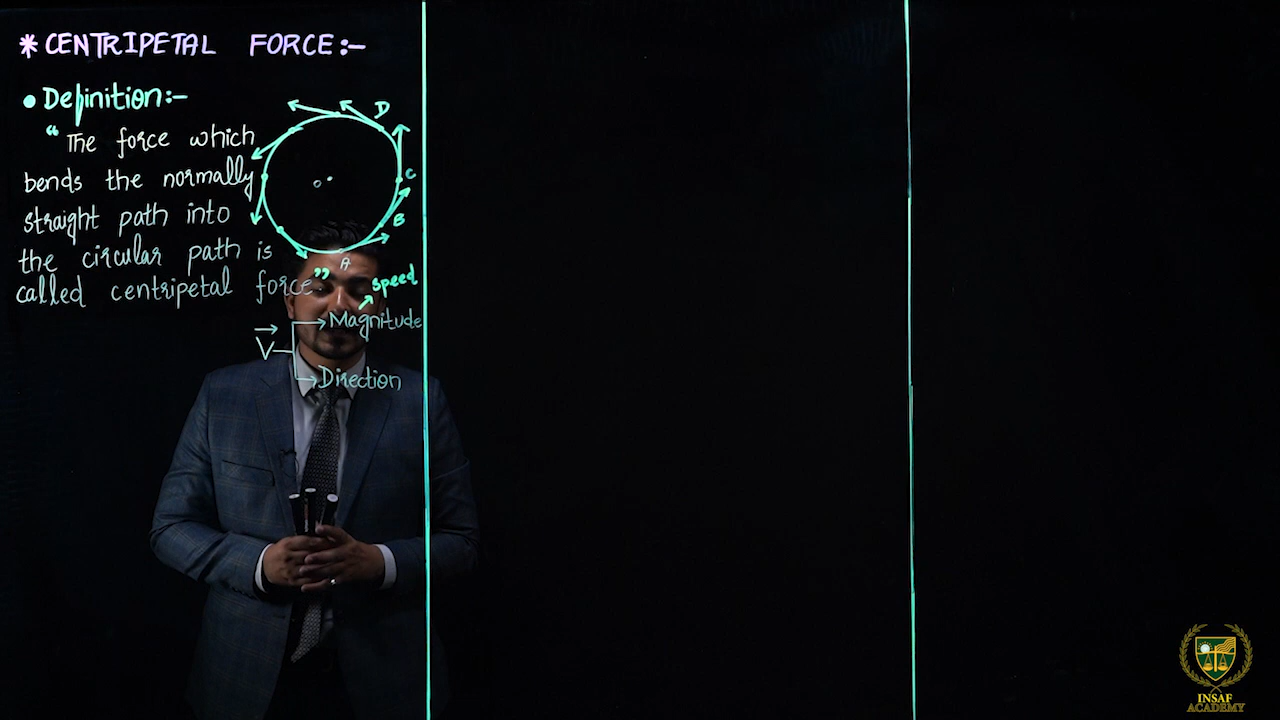 * CENTRIPETAL FORCE:-
• Definition:-
“ The force which
bends the normally
straight path into
the circular path is
called centripetal force”
D
C
B
A
o
speed
Magnitude
V
Direction
INSAF
ACADEMY